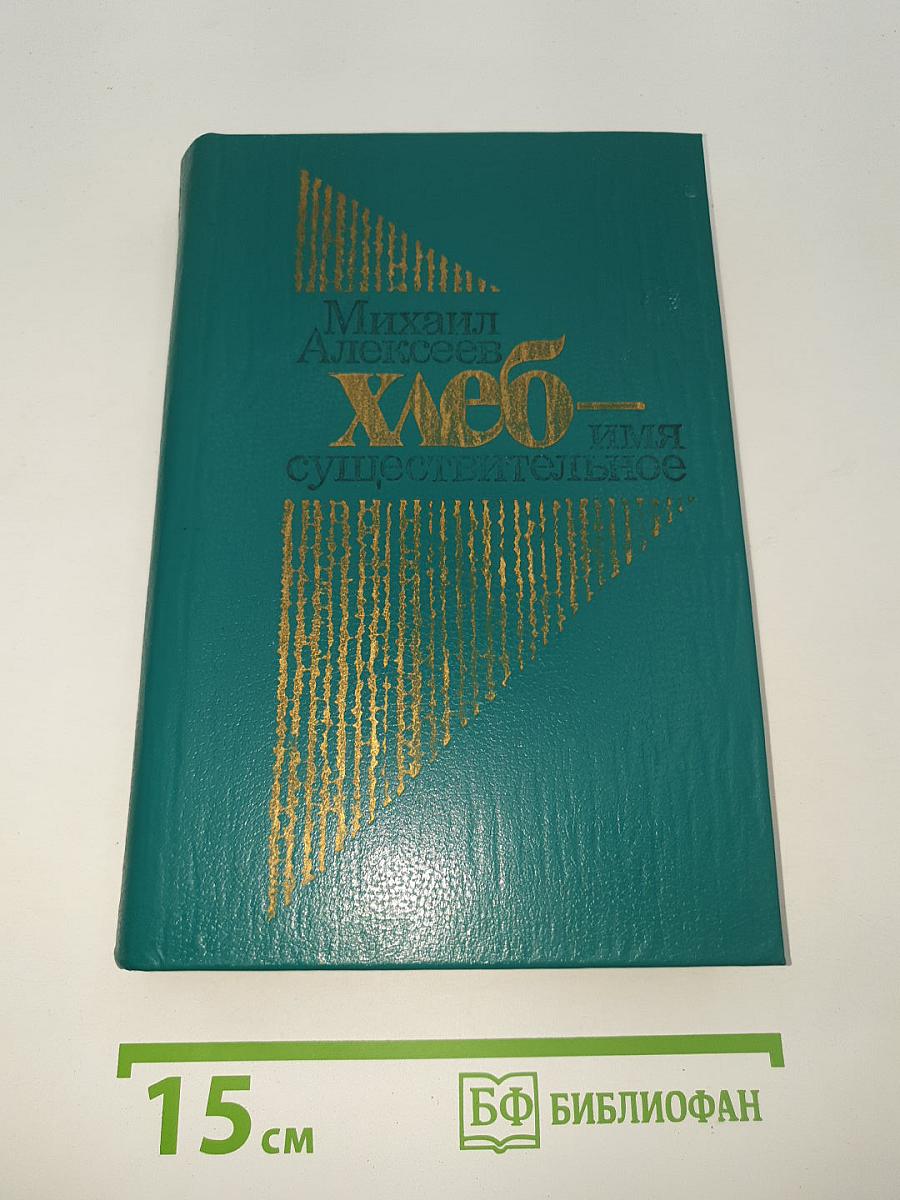 Михаил
Алексеев
хлеб —
имя
существительное
15 см
БФ БИБЛИОФАН